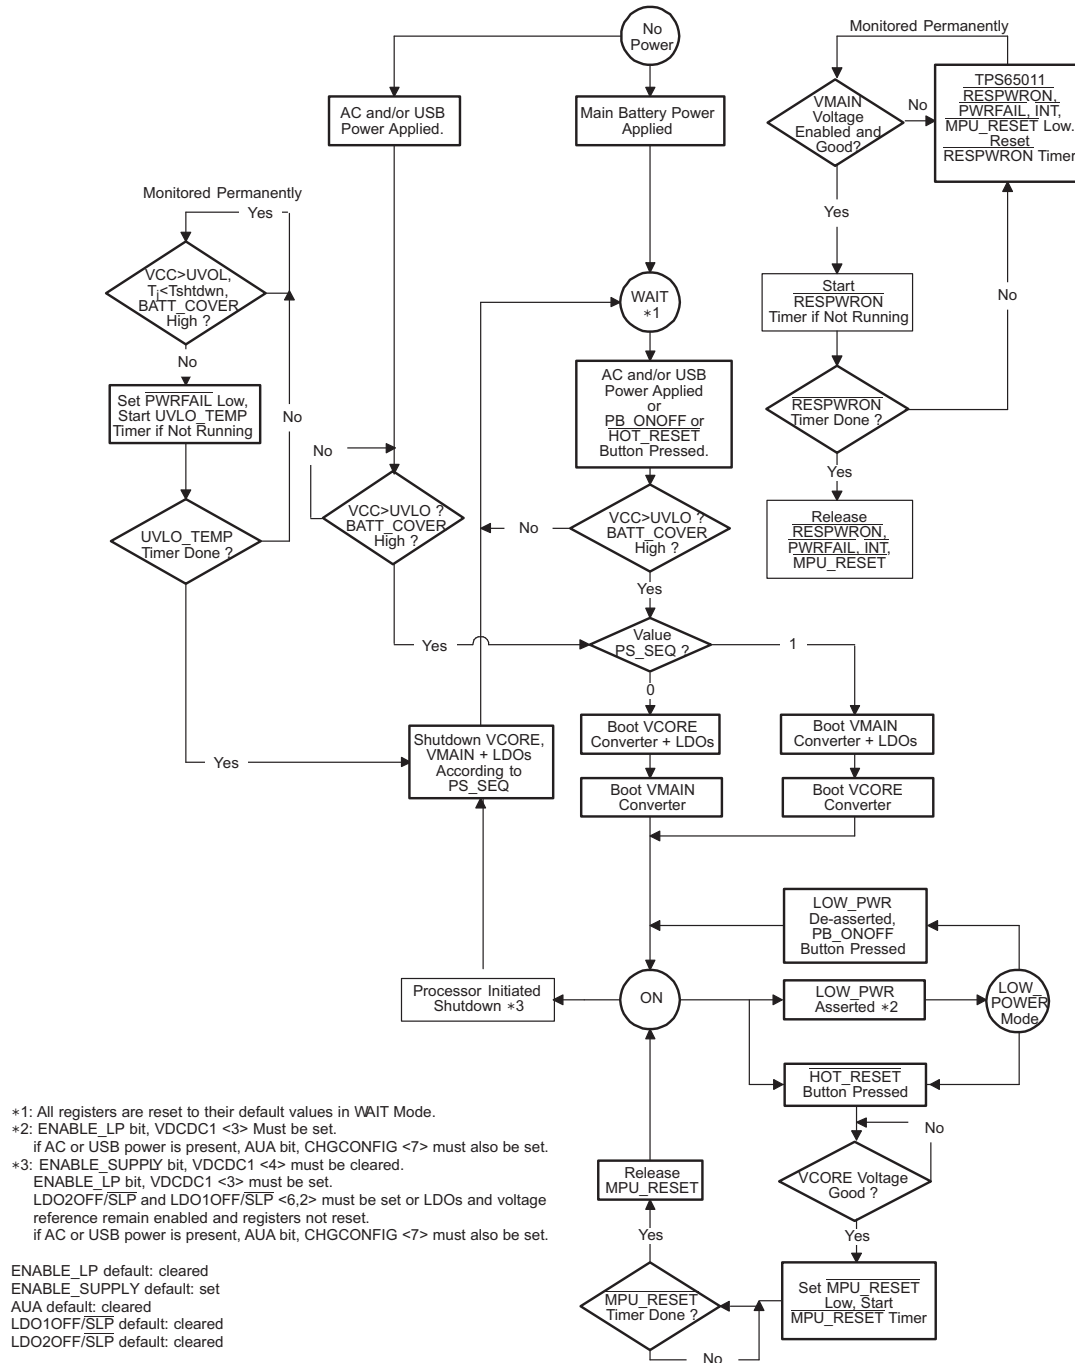 No
Power
Monitored Permanently
AC and/or USB
Power Applied.
Main Battery Power
Applied
VMAIN
Voltage
Enabled and
Good?
No
TPS65011
RESPWRON,
PWRFAIL, INT,
MPU_RESET Low.
Reset
RESPWRON Timer
Monitored Permanently
Yes
Yes
VCC>UVOL,
Tj<Tshtdwn,
BATT_COVER
High ?
WAIT
*1
Start
RESPWRON
Timer if Not Running
No
No
Set PWRFAIL Low,
Start UVLO_TEMP
Timer if Not Running
No
AC and/or USB
Power Applied
or
PB_ONOFF or
HOT_RESET
Button Pressed.
RESPWRON
Timer Done ?
No
Yes
UVLO_TEMP
Timer Done ?
VCC>UVLO ?
BATT_COVER
High ?
No
VCC>UVLO ?
BATT_COVER
High ?
Release
RESPWRON,
PWRFAIL, INT,
MPU_RESET
Yes
Yes
Value
PS_SEQ ?
1
0
Yes
Shutdown VCORE,
VMAIN + LDOs
According to
PS_SEQ
Boot VCORE
Converter + LDOs
Boot VMAIN
Converter + LDOs
Boot VMAIN
Converter
Boot VCORE
Converter
LOW_PWR
De-asserted,
PB_ONOFF
Button Pressed
Processor Initiated
Shutdown *3
ON
LOW_PWR
Asserted *2
LOW_
POWER
Mode
HOT_RESET
Button Pressed
*1: All registers are reset to their default values in WAIT Mode.
*2: ENABLE_LP bit, VDCDC1 <3> Must be set.
if AC or USB power is present, AUA bit, CHGCONFIG <7> must also be set.
*3: ENABLE_SUPPLY bit, VDCDC1 <4> must be cleared.
ENABLE_LP bit, VDCDC1 <3> must be set.
LDO2OFF/SLP and LDO1OFF/SLP <6,2> must be set or LDOs and voltage
reference remain enabled and registers not reset.
if AC or USB power is present, AUA bit, CHGCONFIG <7> must also be set.
No
Release
MPU_RESET
VCORE Voltage
Good ?
Yes
Yes
ENABLE_LP default: cleared
ENABLE_SUPPLY default: set
AUA default: cleared
LDO1OFF/SLP default: cleared
LDO2OFF/SLP default: cleared
MPU_RESET
Timer Done ?
Set MPU_RESET
Low, Start
MPU_RESET Timer
No